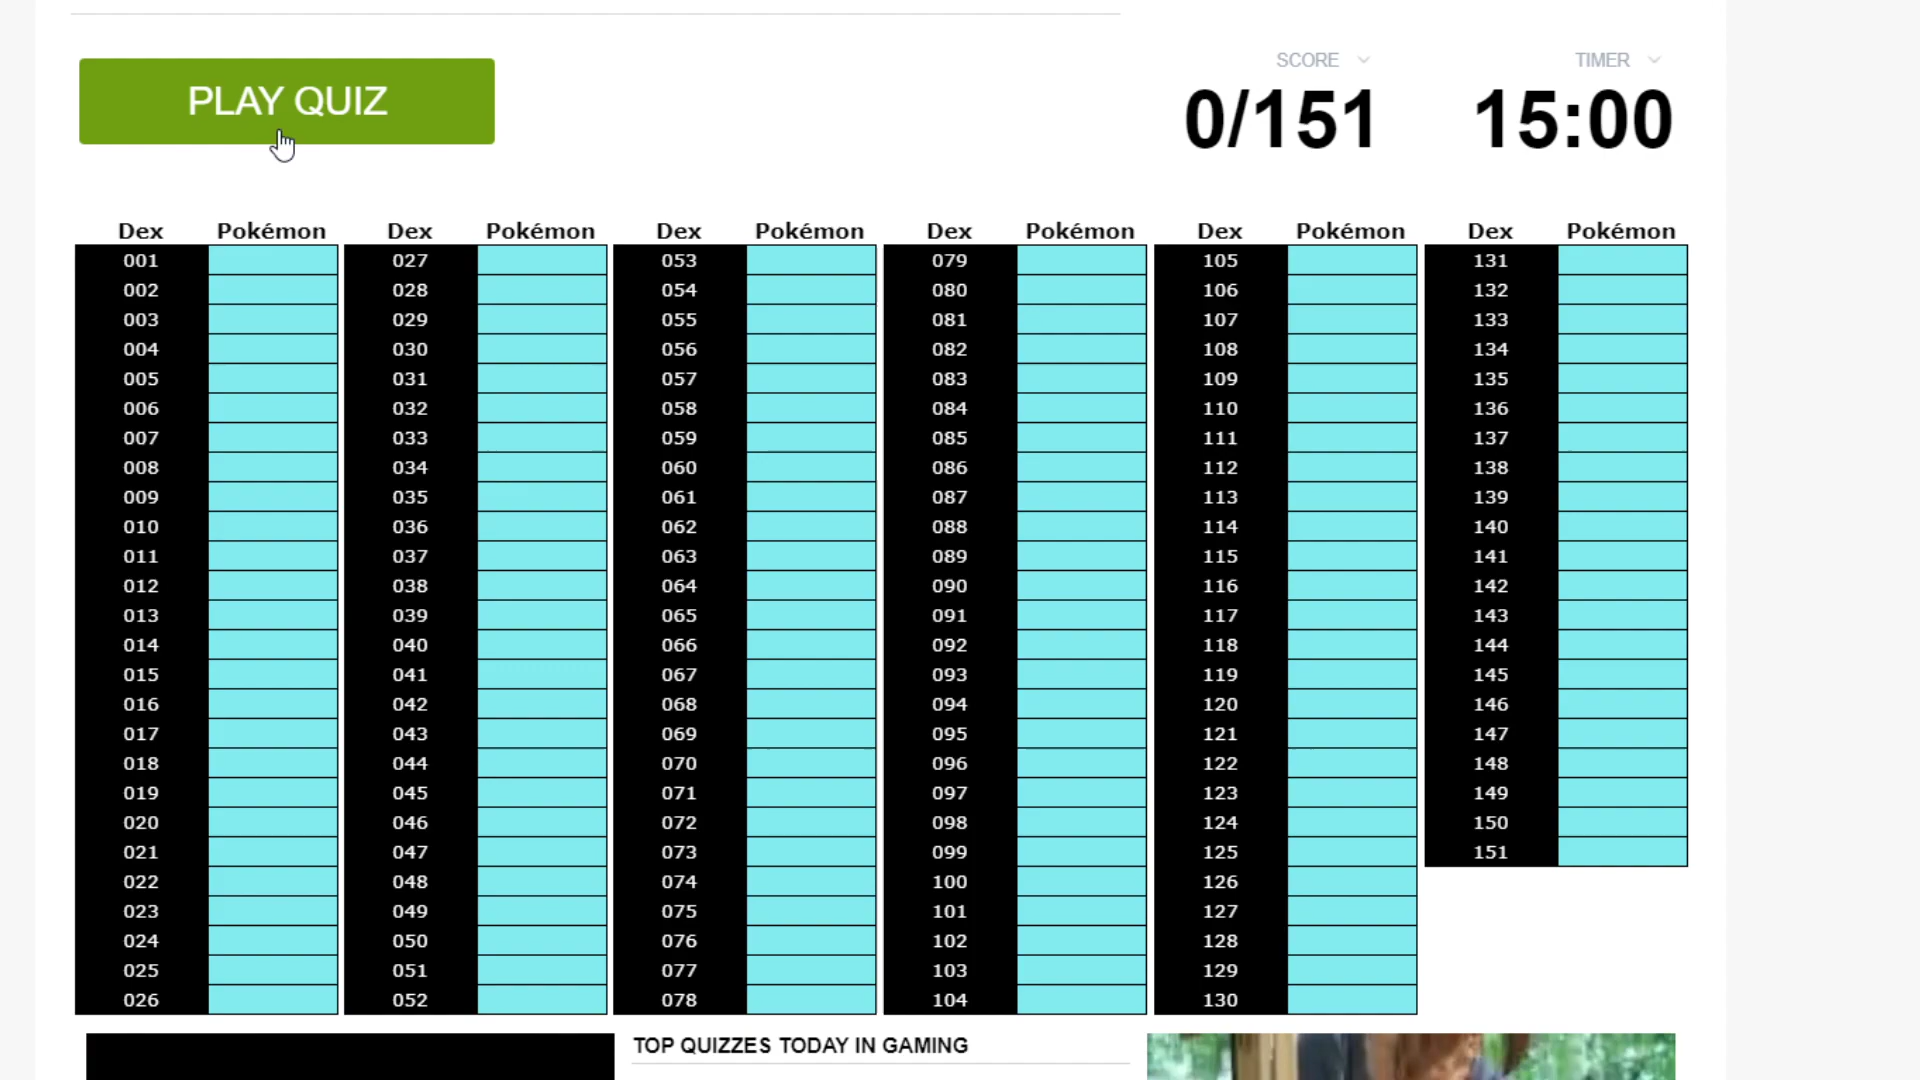 PLAY QUIZ
SCORE
TIMER
0/151
15:00
Dex Pokémon Dex Pokémon Dex Pokémon Dex Pokémon Dex Pokémon Dex Pokémon
001 027 053 079 105 131
002 028 054 080 106 132
003 029 055 081 107 133
004 030 056 082 108 134
005 031 057 083 109 135
006 032 058 084 110 136
007 033 059 085 111 137
008 034 060 086 112 138
009 035 061 087 113 139
010 036 062 088 114 140
011 037 063 089 115 141
012 038 064 090 116 142
013 039 065 091 117 143
014 040 066 092 118 144
015 041 067 093 119 145
016 042 068 094 120 146
017 043 069 095 121 147
018 044 070 096 122 148
019 045 071 097 123 149
020 046 072 098 124 150
021 047 073 099 125 151
022 048 074 100 126
023 049 075 101 127
024 050 076 102 128
025 051 077 103 129
026 052 078 104 130
TOP QUIZZES TODAY IN GAMING